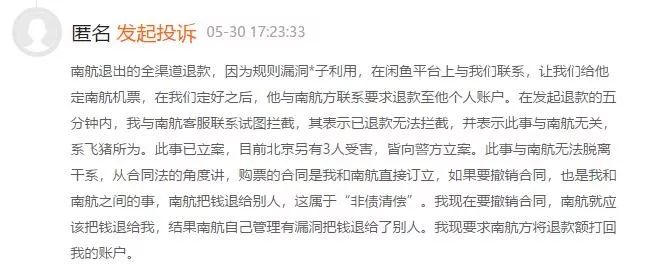 匿名 发起投诉 05-30 17:23:33
南航退出的全渠道退款，因为规则漏洞*子利用，在闲鱼平台上与我们联系，让我们给他
定南航机票，在我们定好之后，他与南航方联系要求退款至他个人账户。在发起退款的五
分钟内，我与南航客服联系试图拦截，其表示已退款无法拦截，并表示此事与南航无关，
系飞猪所为。此事已立案，目前北京另有3人受害，皆向警方立案。此事与南航无法脱离
干系，从合同法的角度讲，购票的合同是我和南航直接订立，如果要撤销合同，也是我和
南航之间的事，南航把钱退给别人，这属于“非债清偿”。我现在要撤销合同，南航就应
该把钱退给我，结果南航自己管理有漏洞把钱退给了别人。我现要求南航方将退款额打回
我的账户。